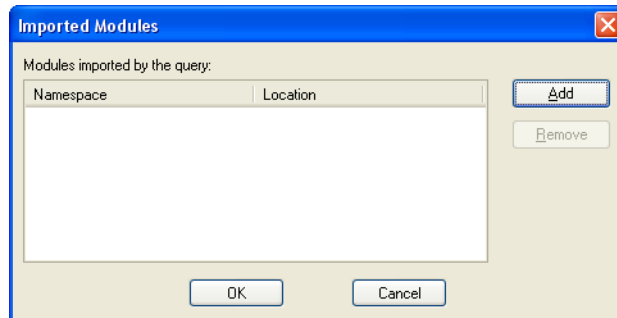 Imported Modules
Modules imported by the query:
Namespace Location
Add
Remove
OK Cancel